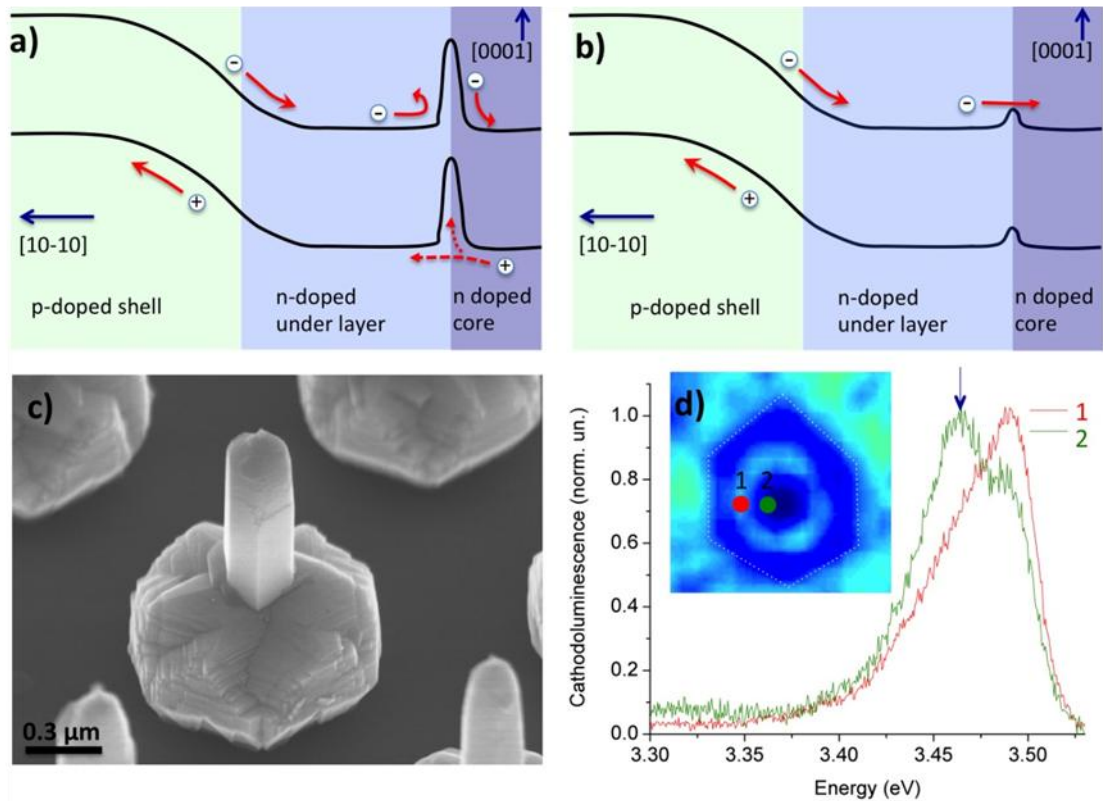 a)
[0001]
−
−
−
+
+
[10-10]
p-doped shell
n-doped
under layer
n doped
core
b)
[0001]
−
−
+
[10-10]
p-doped shell
n-doped
under layer
n doped
core
c)
0.3 µm
d)
1
2
1
2
Cathodoluminescence (norm. un.)
1.0
0.8
0.6
0.4
0.2
0.0
3.30
3.35
3.40
3.45
3.50
Energy (eV)